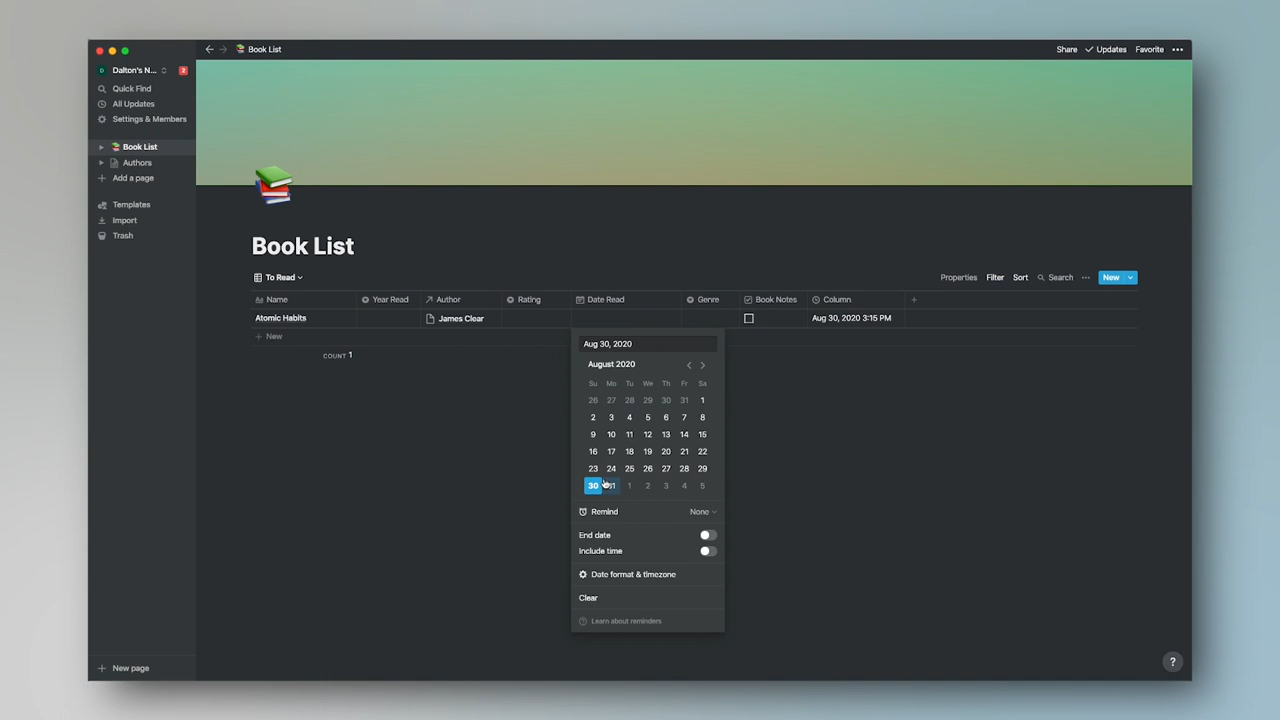 Book List
Share Updates Favorite •••
D Dalton's N... 2
Quick Find
All Updates
Settings & Members
Book List
Authors
Add a page
Templates
Import
Trash
New page
Book List
To Read
Properties Filter Sort Search ••• New
Name Year Read Author Rating Date Read Genre Book Notes Column +
Atomic Habits James Clear Aug 30, 2020 3:15 PM
+ New
COUNT 1
Aug 30, 2020
August 2020
Su Mo Tu We Th Fr Sa
26 27 28 29 30 31 1
2 3 4 5 6 7 8
9 10 11 12 13 14 15
16 17 18 19 20 21 22
23 24 25 26 27 28 29
30 31 1 2 3 4 5
Remind None
End date
Include time
Date format & timezone
Clear
Learn about reminders
?